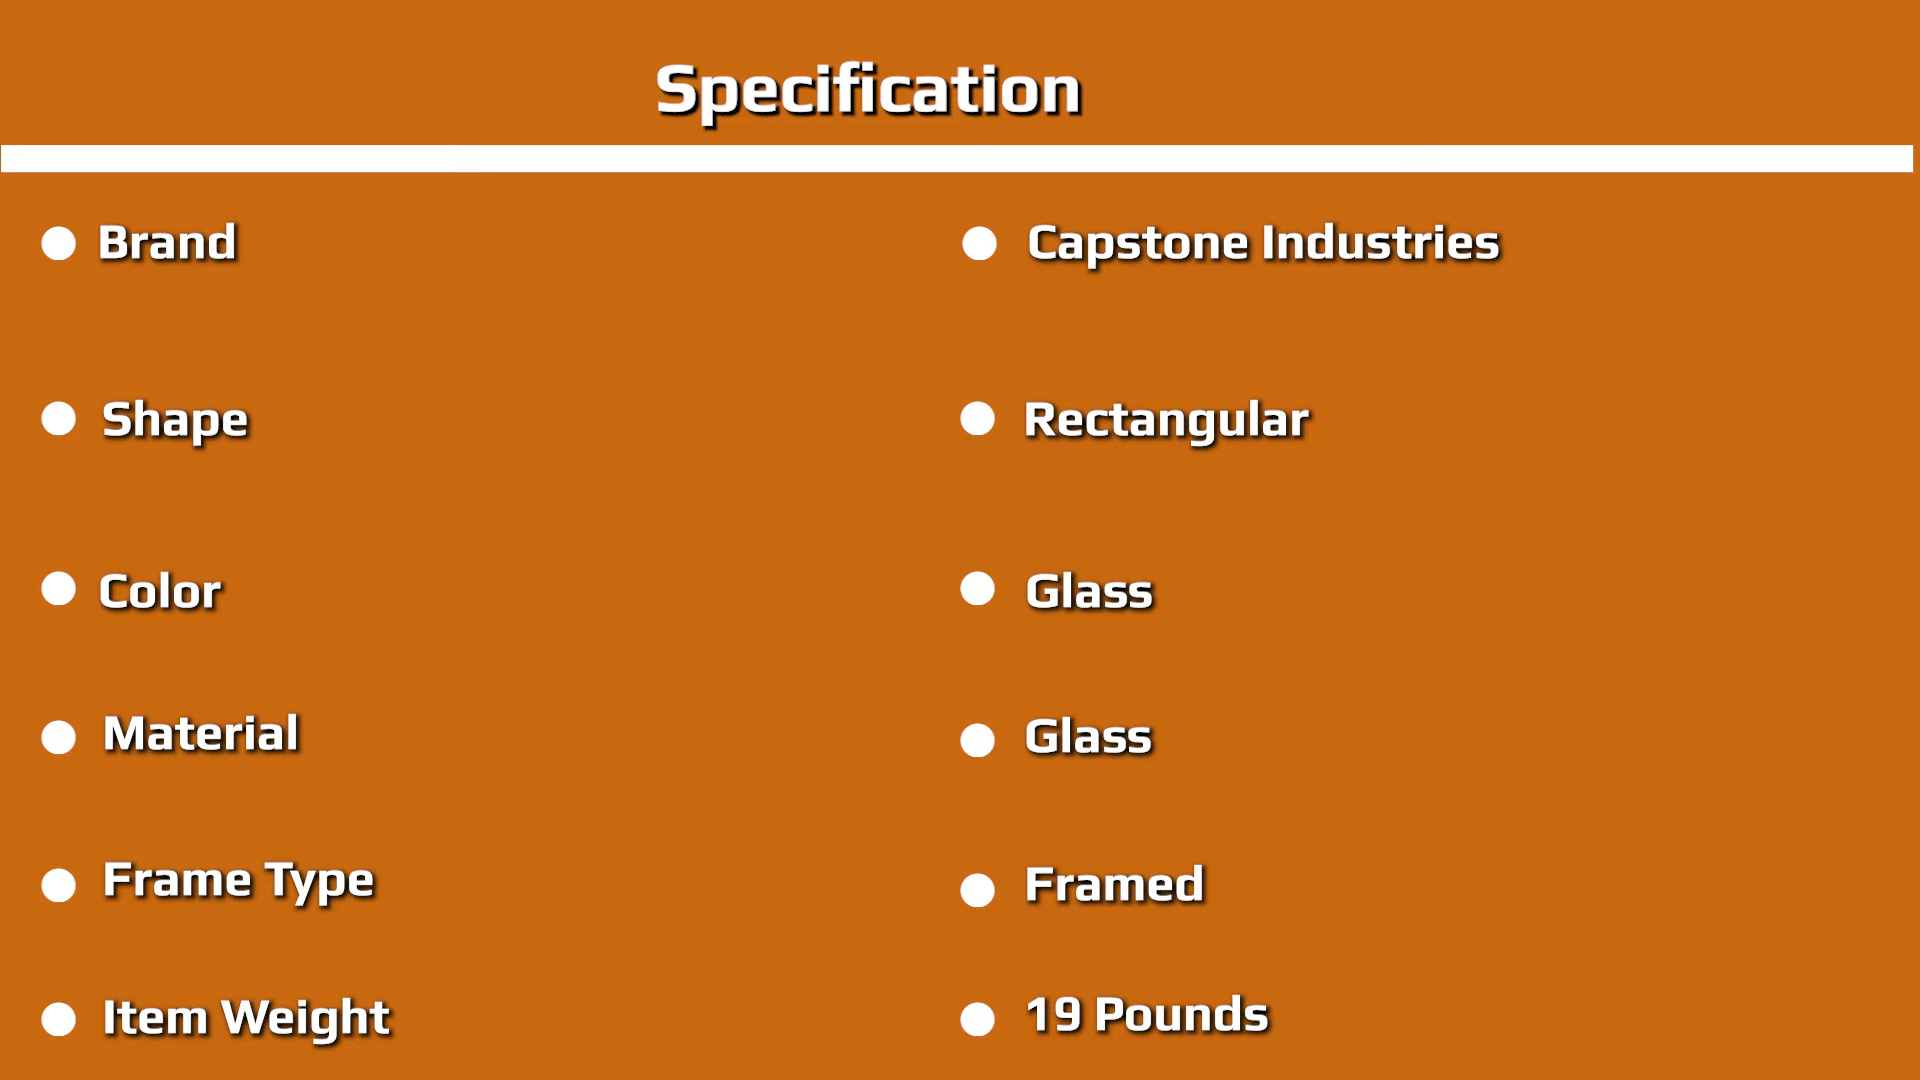 Specification
Brand
Capstone Industries
Shape
Rectangular
Color
Glass
Material
Glass
Frame Type
Framed
Item Weight
19 Pounds